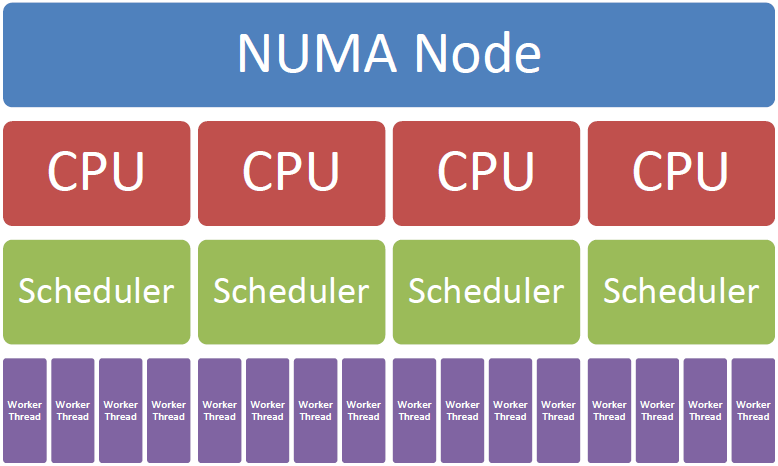 NUMA Node
CPU CPU CPU CPU
Scheduler Scheduler Scheduler Scheduler
Worker Worker Worker Worker Worker Worker Worker Worker Worker Worker Worker Worker Worker Worker Worker Worker
Thread Thread Thread Thread Thread Thread Thread Thread Thread Thread Thread Thread Thread Thread Thread Thread